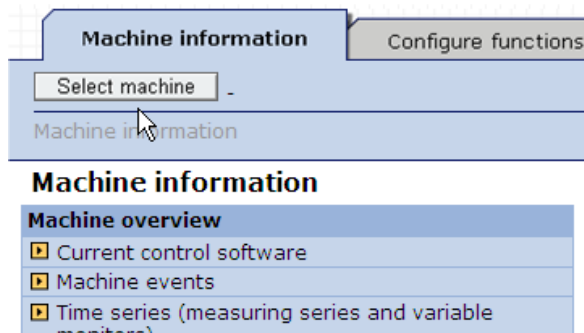 Machine information
Configure functions
Select machine -
Machine information
Machine information
Machine overview
Current control software
Machine events
Time series (measuring series and variable
monitors)